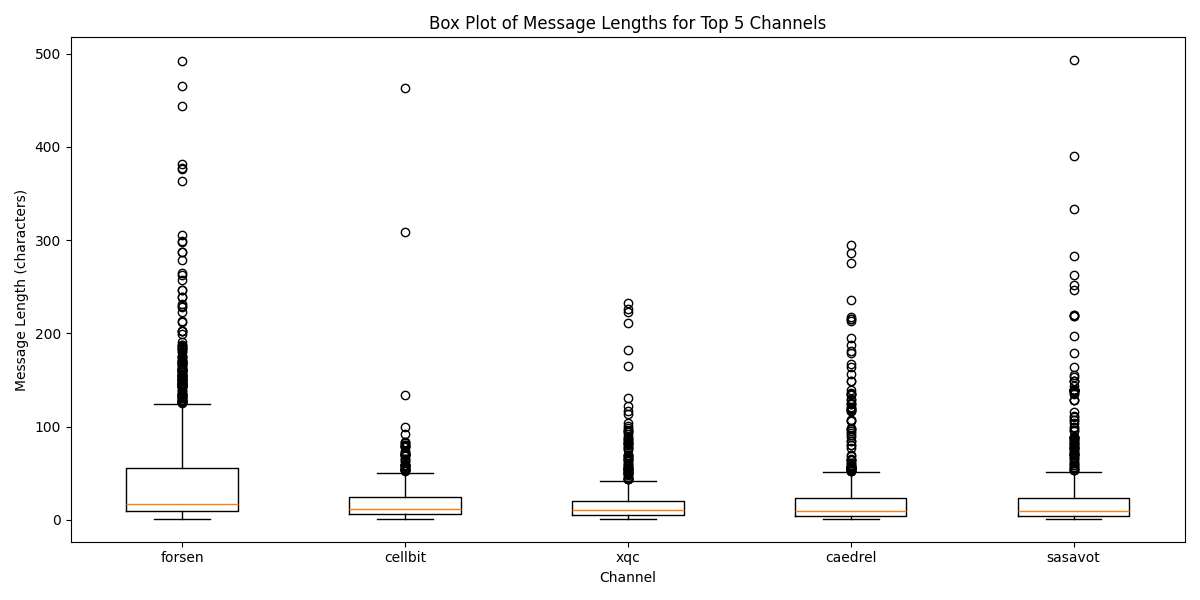 Box Plot of Message Lengths for Top 5 Channels
Message Length (characters)
500
400
300
200
100
0
forsen
cellbit
xqc
caedrel
sasavot
Channel